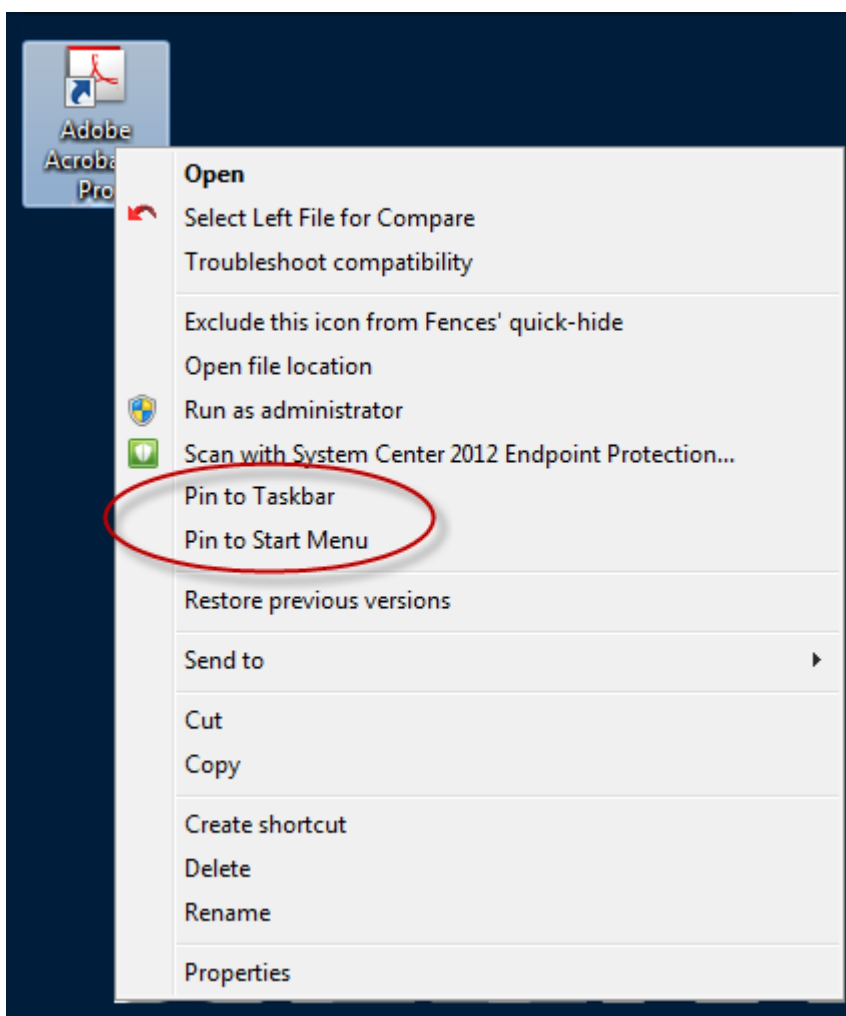 Adobe
Acroba
Pro
Open
Select Left File for Compare
Troubleshoot compatibility
Exclude this icon from Fences' quick-hide
Open file location
Run as administrator
Scan with System Center 2012 Endpoint Protection...
Pin to Taskbar
Pin to Start Menu
Restore previous versions
Send to
Cut
Copy
Create shortcut
Delete
Rename
Properties